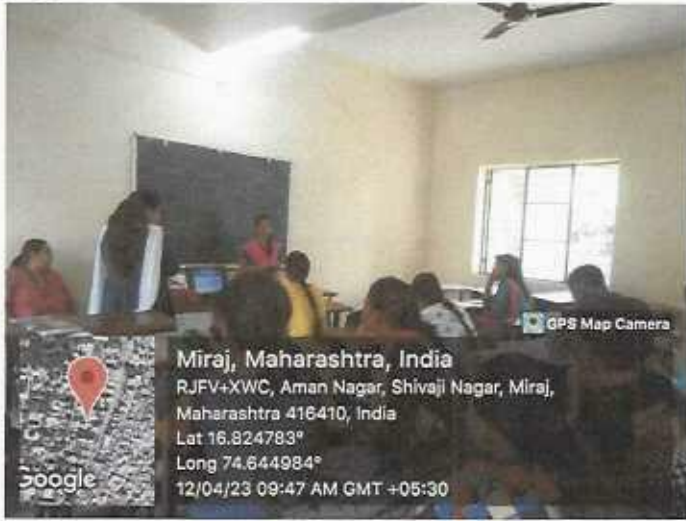 GPS Map Camera
Miraj, Maharashtra, India
RJFV+XWC, Aman Nagar, Shivaji Nagar, Miraj,
Maharashtra 416410, India
Lat 16.824783°
Long 74.644984°
12/04/23 09:47 AM GMT +05:30
Google